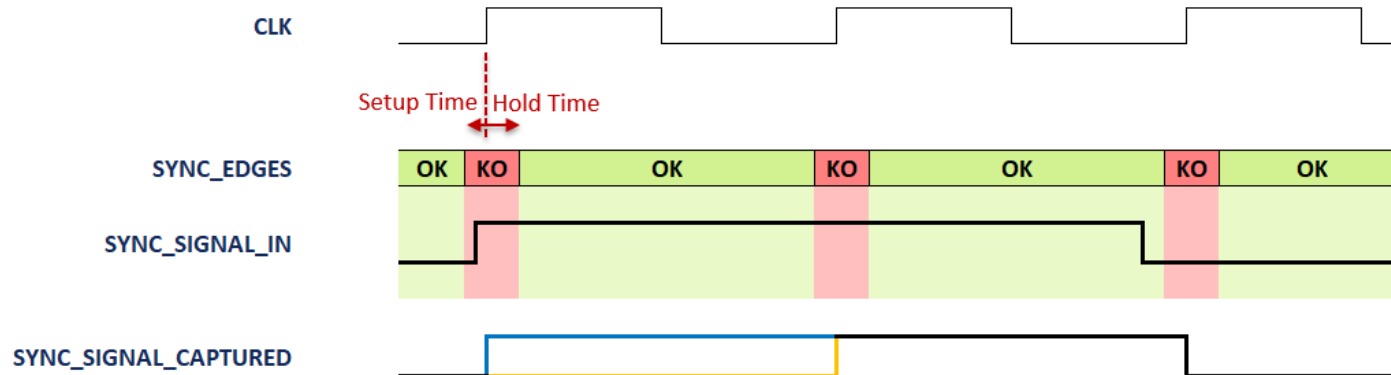 CLK
Setup Time Hold Time
SYNC_EDGES OK KO OK KO OK KO OK
SYNC_SIGNAL_IN
SYNC_SIGNAL_CAPTURED